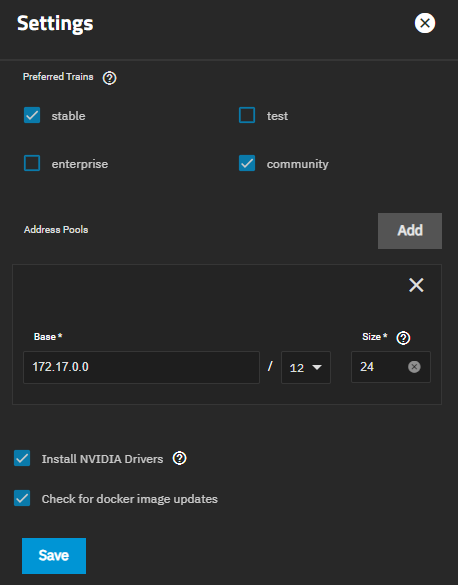 Settings
Preferred Trains
stable
test
enterprise
community
Address Pools
Add
Base *
Size *
172.17.0.0 / 12
24
Install NVIDIA Drivers
Check for docker image updates
Save